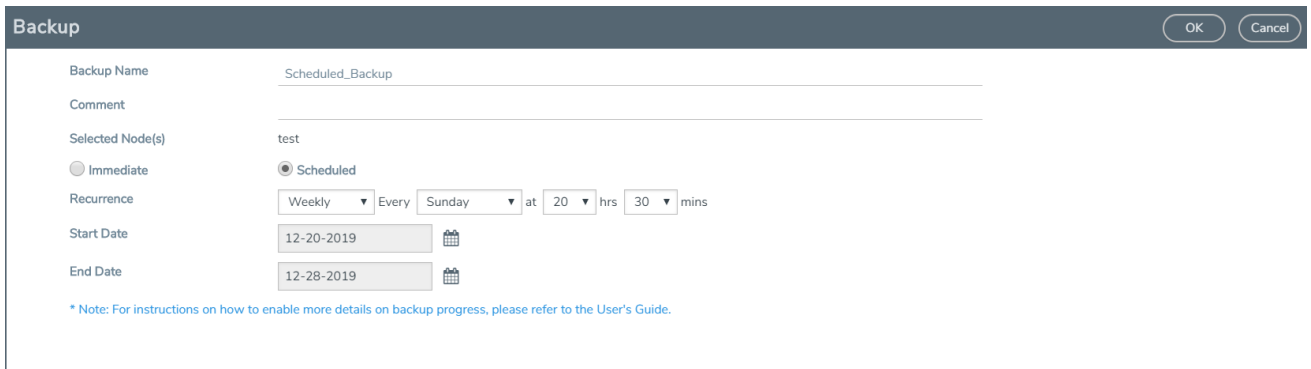 Backup OK Cancel
Backup Name Scheduled_Backup
Comment
Selected Node(s) test
Immediate Scheduled
Recurrence Weekly Every Sunday at 20 hrs 30 mins
Start Date 12-20-2019
End Date 12-28-2019
* Note: For instructions on how to enable more details on backup progress, please refer to the User's Guide.